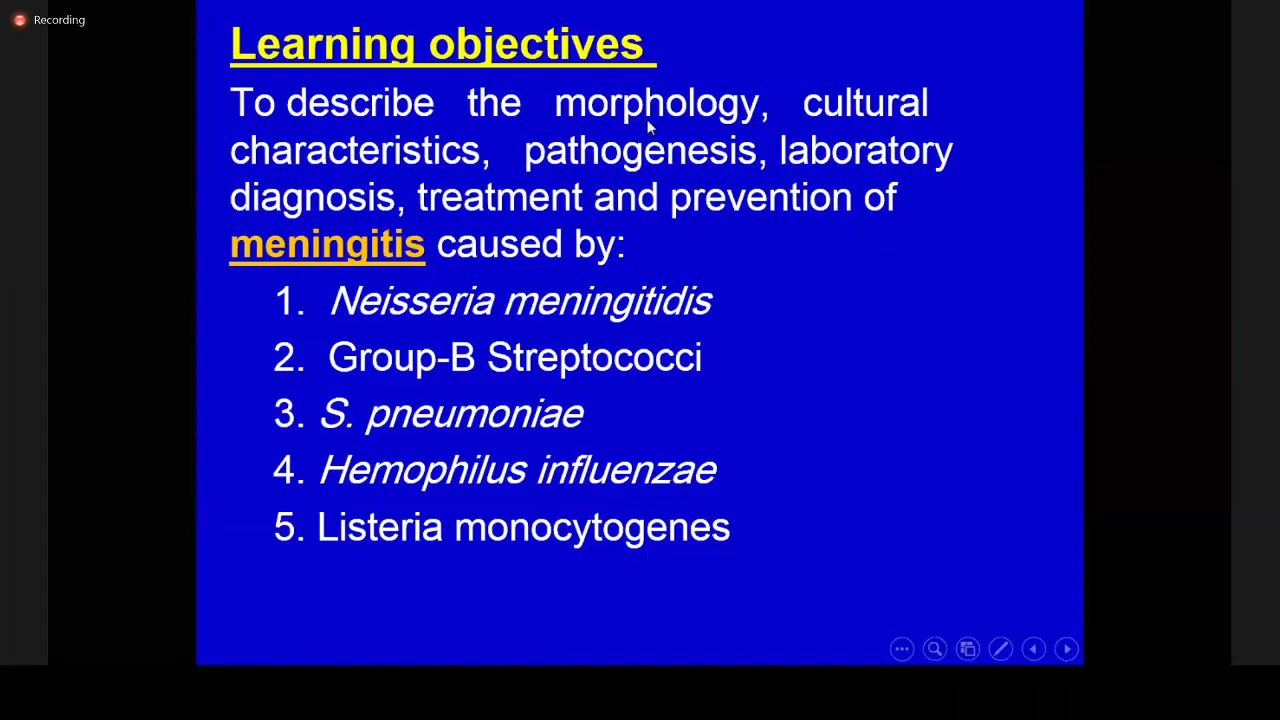 Recording
Learning objectives
To describe the morphology, cultural
characteristics, pathogenesis, laboratory
diagnosis, treatment and prevention of
meningitis caused by:
1. Neisseria meningitidis
2. Group-B Streptococci
3. S. pneumoniae
4. Hemophilus influenzae
5. Listeria monocytogenes